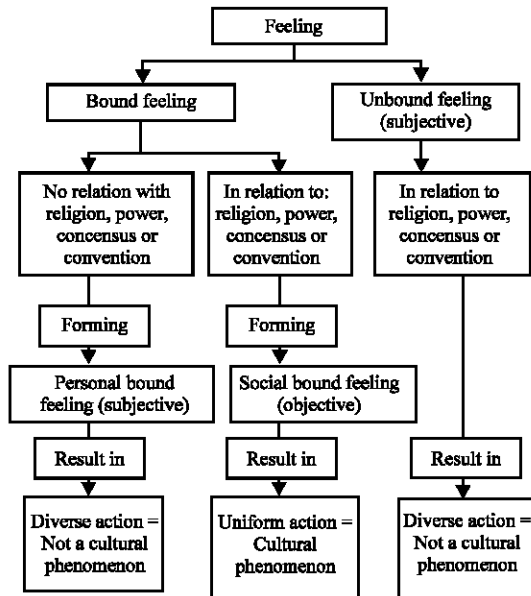 Feeling
Bound feeling
Unbound feeling
(subjective)
No relation with
religion, power,
concensus or
convention
In relation to:
religion, power,
concensus or
convention
In relation to
religion, power,
concensus or
convention
Forming
Forming
Personal bound
feeling (subjective)
Social bound feeling
(objective)
Result in
Result in
Result in
Diverse action =
Not a cultural
phenomenon
Uniform action =
Cultural
phenomenon
Diverse action =
Not a cultural
phenomenon